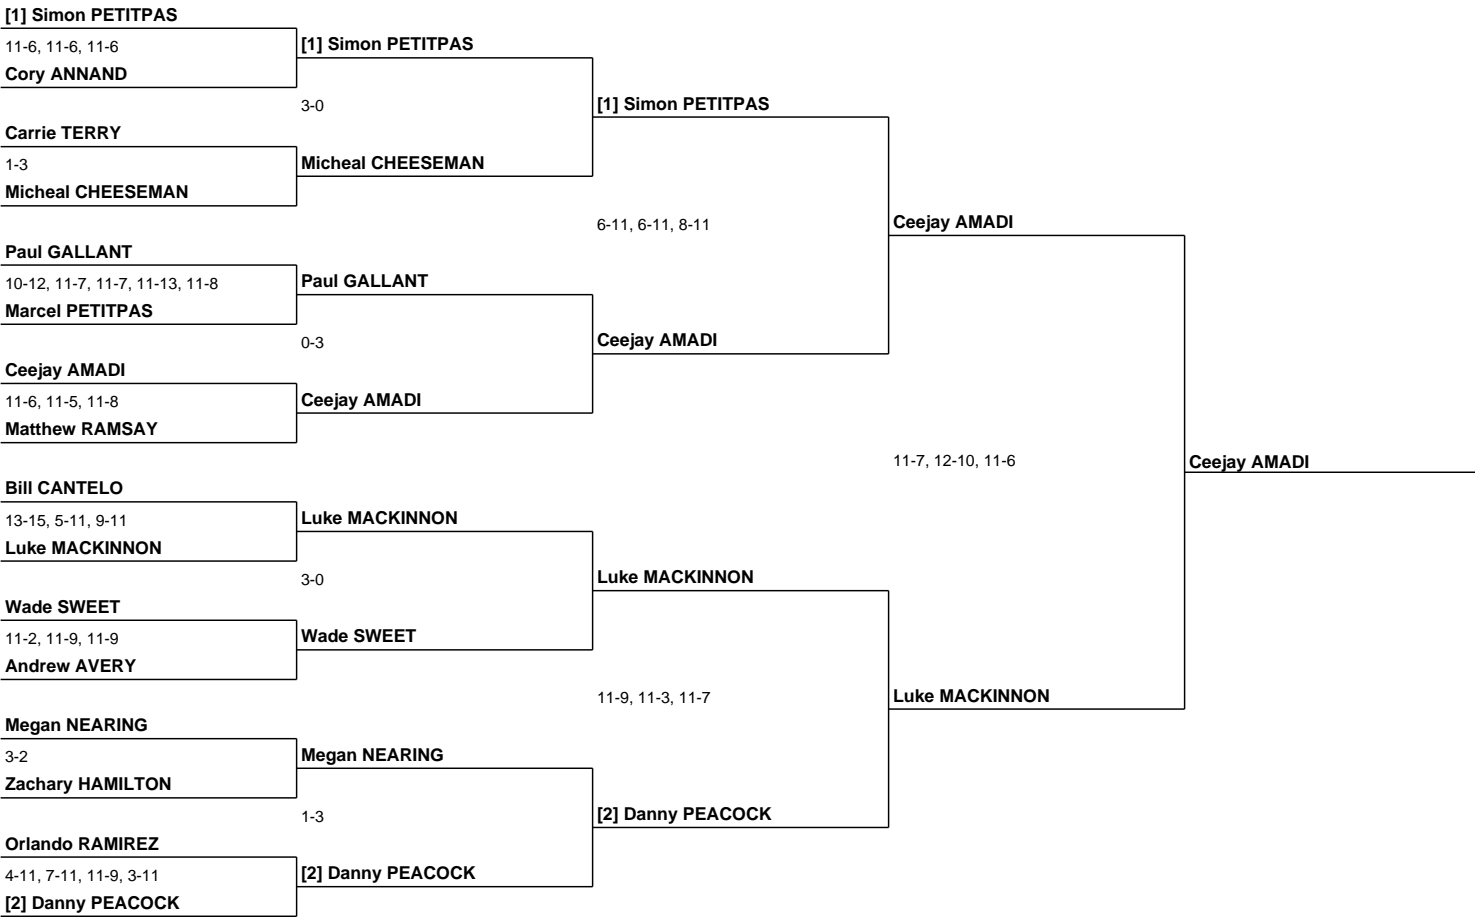 [1] Simon PETITPAS
11-6, 11-6, 11-6
Cory ANNAND
Carrie TERRY
1-3
Micheal CHEESEMAN
Paul GALLANT
10-12, 11-7, 11-7, 11-13, 11-8
Marcel PETITPAS
Ceejay AMADI
11-6, 11-5, 11-8
Matthew RAMSAY
Bill CANTELO
13-15, 5-11, 9-11
Luke MACKINNON
Wade SWEET
11-2, 11-9, 11-9
Andrew AVERY
Megan NEARING
3-2
Zachary HAMILTON
Orlando RAMIREZ
4-11, 7-11, 11-9, 3-11
[2] Danny PEACOCK
[1] Simon PETITPAS
3-0
Micheal CHEESEMAN
Paul GALLANT
0-3
Ceejay AMADI
Luke MACKINNON
3-0
Wade SWEET
Megan NEARING
1-3
[2] Danny PEACOCK
[1] Simon PETITPAS
6-11, 6-11, 8-11
Ceejay AMADI
Luke MACKINNON
11-9, 11-3, 11-7
[2] Danny PEACOCK
Ceejay AMADI
11-7, 12-10, 11-6
Luke MACKINNON
Ceejay AMADI